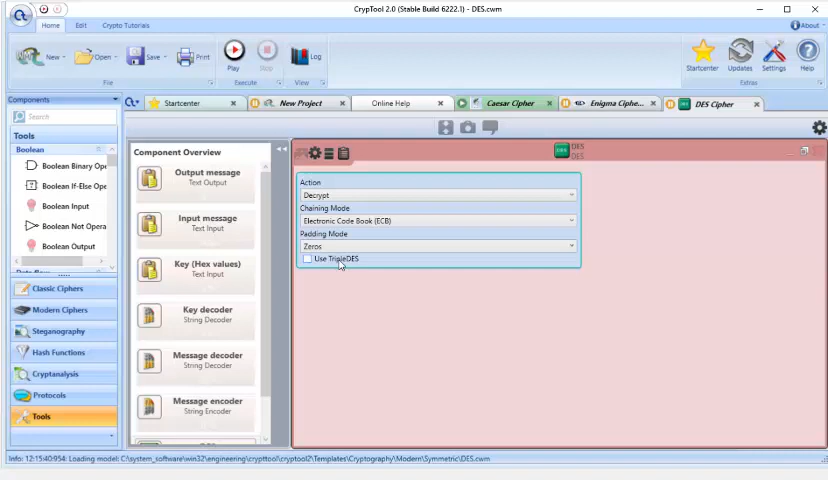 CrypTool 2.0 (Stable Build 6222.1) - DES.cwm
Home Edit Crypto Tutorials
About
New Open Save Print Play Stop Log
Startcenter Updates Settings Help
File Execute View Extras
Components
Startcenter New Project Online Help Caesar Cipher Enigma Ciphe... DES Cipher
Search
Tools
Boolean
Boolean Binary Ope
Boolean If-Else Ope
Boolean Input
Boolean Not Opera
Boolean Output
Classic Ciphers
Modern Ciphers
Steganography
Hash Functions
Cryptanalysis
Protocols
Tools
Component Overview
Output message
Text Output
Input message
Text Input
Key (Hex values)
Text Input
Key decoder
String Decoder
Message decoder
String Decoder
Message encoder
String Encoder
DES
DES
Action
Decrypt
Chaining Mode
Electronic Code Book (ECB)
Padding Mode
Zeros
Use TripleDES
Info: 12:15:40:954: Loading model: C:\system_software\win32\engineering\crypttool\cryptool2\Templates\Cryptography\Modern\Symmetric\DES.cwm